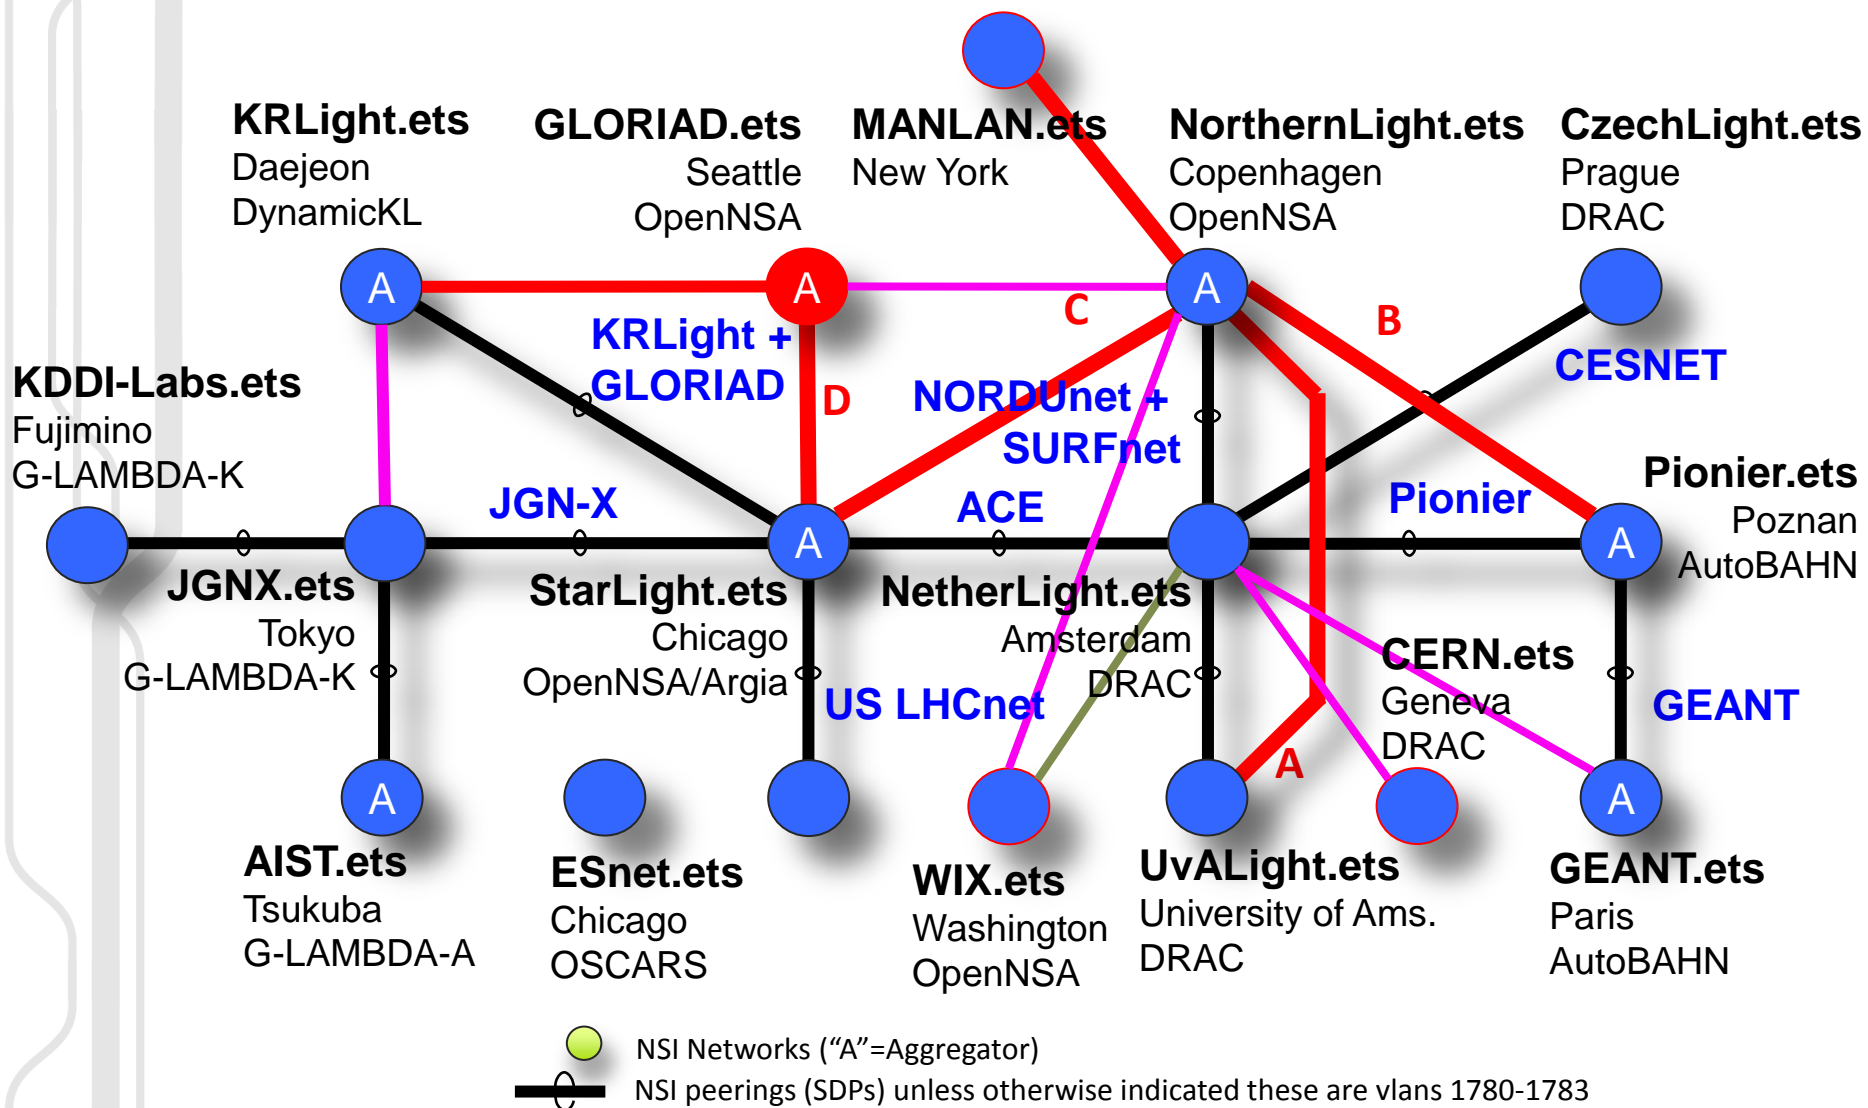 KRLight.ets
Daejeon
DynamicKL
GLORIAD.ets
Seattle
OpenNSA
MANLAN.ets
New York
NorthernLight.ets
Copenhagen
OpenNSA
CzechLight.ets
Prague
DRAC
A
A
A
C
B
KRLight +
GLORIAD
D
NORDUnet +
SURFnet
CESNET
KDDI-Labs.ets
Fujimino
G-LAMBDA-K
JGN-X
ACE
Pionier
Pionier.ets
Poznan
AutoBAHN
A
A
JGNX.ets
Tokyo
G-LAMBDA-K
StarLight.ets
Chicago
OpenNSA/Argia
NetherLight.ets
Amsterdam
DRAC
CERN.ets
Geneva
DRAC
US LHCnet
GEANT
A
A
A
AIST.ets
Tsukuba
G-LAMBDA-A
ESnet.ets
Chicago
OSCARS
WIX.ets
Washington
OpenNSA
UvALight.ets
University of Ams.
DRAC
GEANT.ets
Paris
AutoBAHN
NSI Networks (“A”=Aggregator)
NSI peerings (SDPs) unless otherwise indicated these are vlans 1780-1783